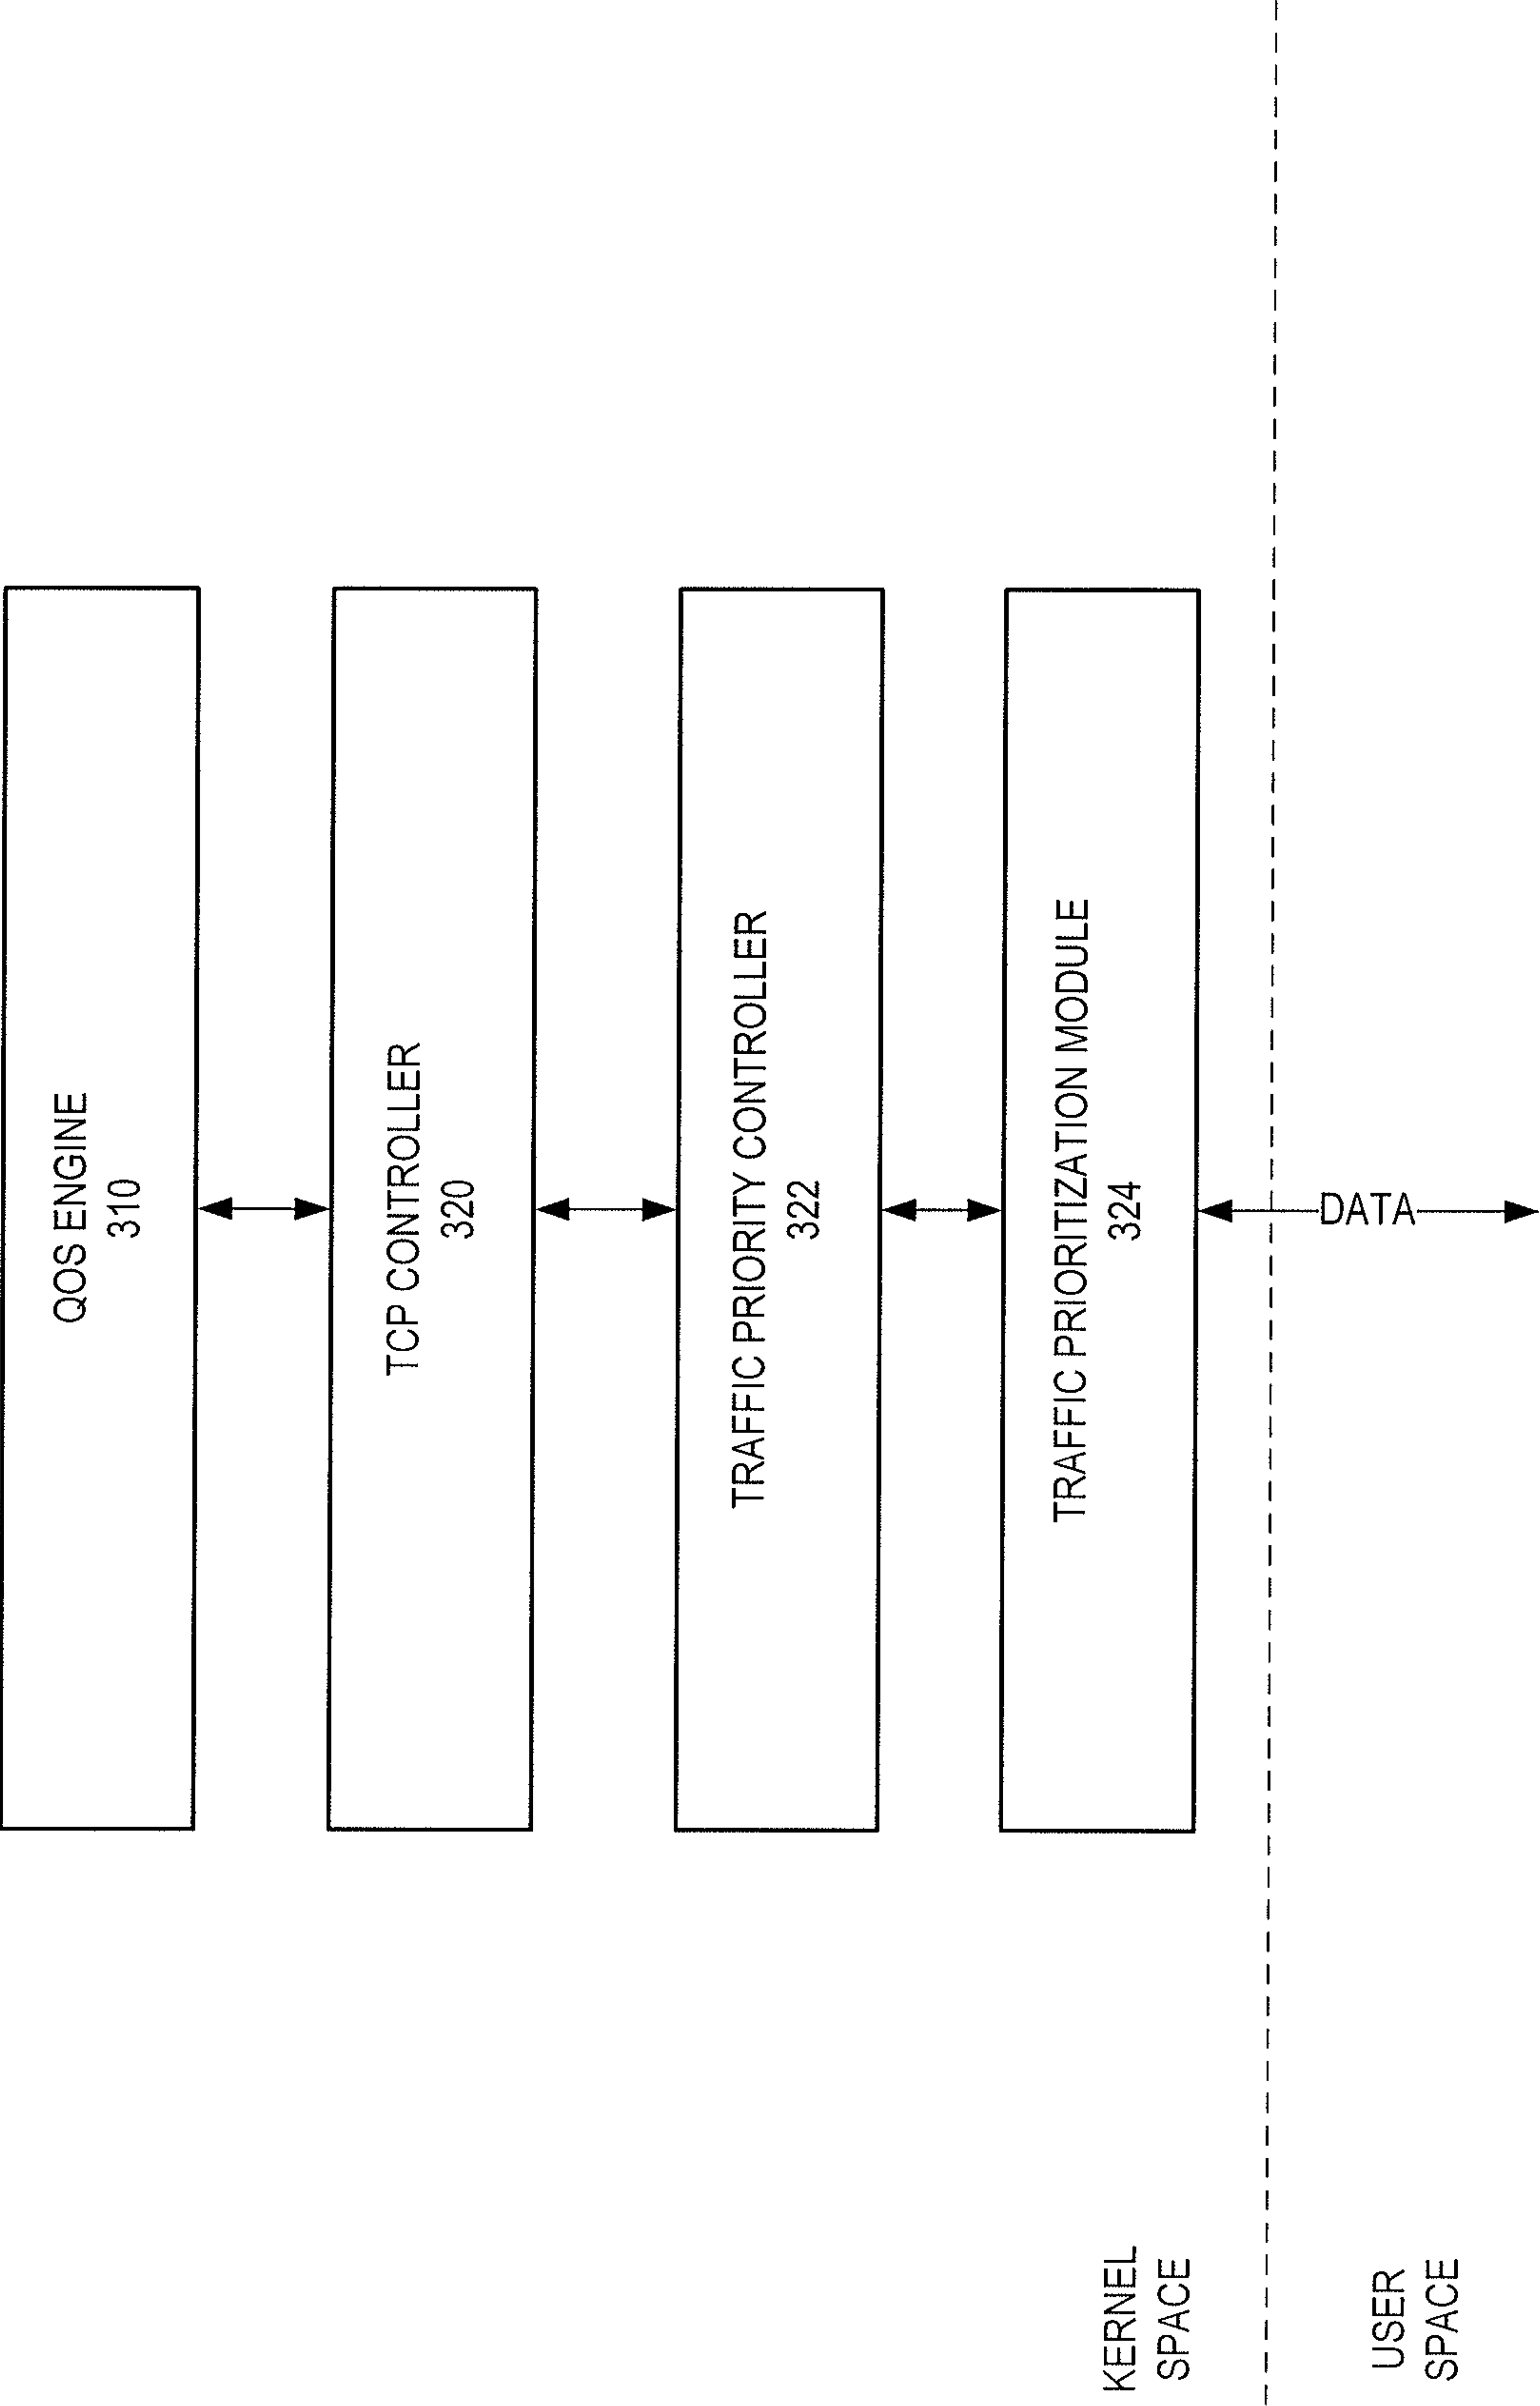 QOS ENGINE
310
TCP CONTROLLER
320
TRAFFIC PRIORITY CONTROLLER
322
TRAFFIC PRIORITIZATION MODULE
324
KERNEL
SPACE
DATA
USER
SPACE